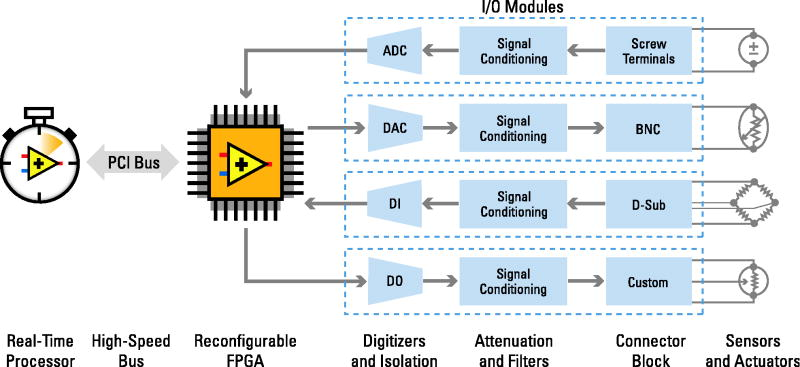 I/O Modules
ADC
Signal
Conditioning
Screw
Terminals
DAC
Signal
Conditioning
BNC
PCI Bus
DI
Signal
Conditioning
D-Sub
DO
Signal
Conditioning
Custom
Real-Time
Processor
High-Speed
Bus
Reconfigurable
FPGA
Digitizers
and Isolation
Attenuation
and Filters
Connector
Block
Sensors
and Actuators